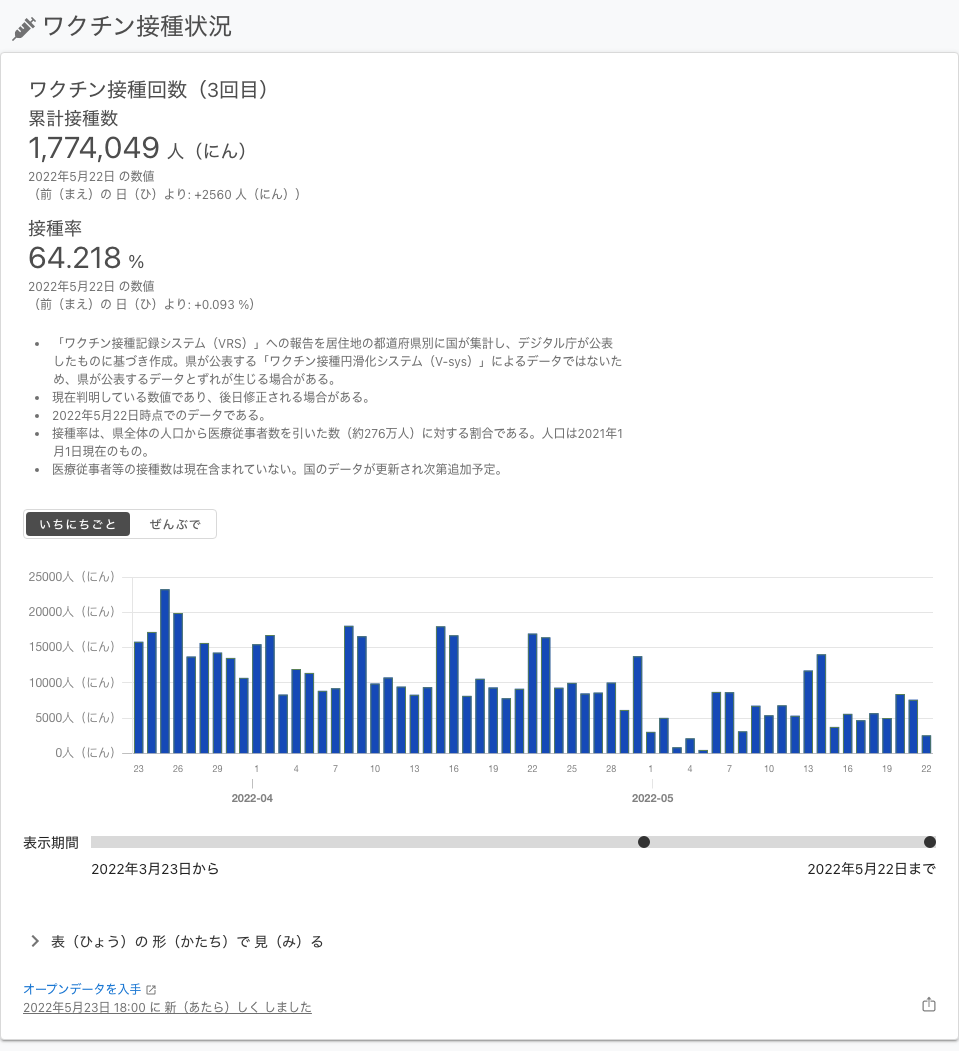 ワクチン接種状況
ワクチン接種回数（3回目）
累計接種数
1,774,049 人（にん）
2022年5月22日 の数値
（前（まえ）の 日（ひ）より: +2560 人（にん））
接種率
64.218 %
2022年5月22日 の数値
（前（まえ）の 日（ひ）より: +0.093 %）
• 「ワクチン接種記録システム（VRS）」への報告を居住地の都道府県別に国が集計し、デジタル庁が公表
したものに基づき作成。県が公表する「ワクチン接種円滑化システム（V-sys）」によるデータではないた
め、県が公表するデータとずれが生じる場合がある。
• 現在判明している数値であり、後日修正される場合がある。
• 2022年5月22日時点でのデータである。
• 接種率は、県全体の人口から医療従事者数を引いた数（約276万人）に対する割合である。人口は2021年1
月1日現在のもの。
• 医療従事者等の接種数は現在含まれていない。国のデータが更新され次第追加予定。
いちにちごと ぜんぶで
25000人（にん）
20000人（にん）
15000人（にん）
10000人（にん）
5000人（にん）
0人（にん）
23 26 29 1 4 7 10 13 16 19 22 25 28 1 4 7 10 13 16 19 22
2022-04 2022-05
表示期間
2022年3月23日から 2022年5月22日まで
表（ひょう）の 形（かたち）で 見（み）る
オープンデータを入手
2022年5月23日 18:00 に 新（あたら）しく しました